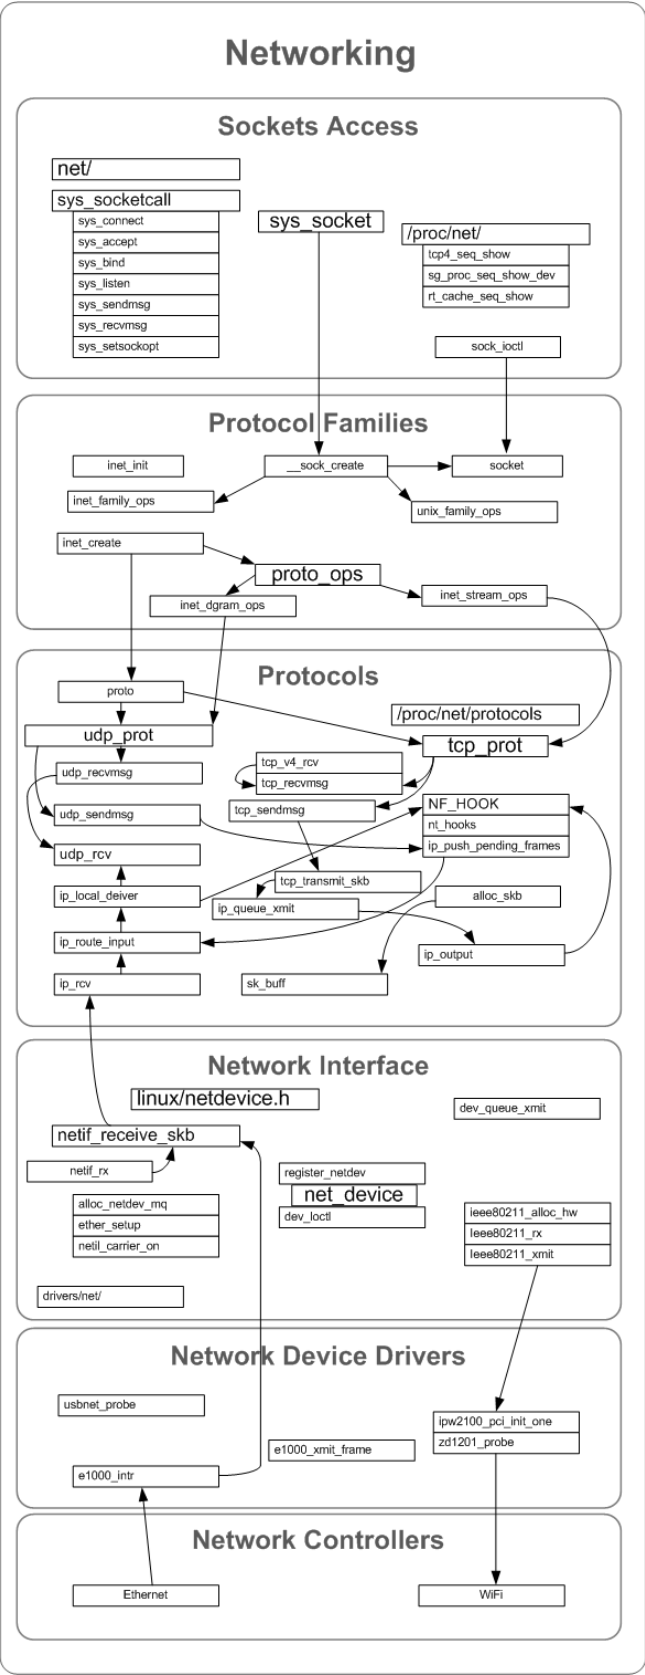 Networking
Sockets Access
net/
sys_socketcall
sys_connect
sys_accept
sys_bind
sys_listen
sys_sendmsg
sys_recvmsg
sys_setsockopt
sys_socket
/proc/net/
tcp4_seq_show
sg_proc_seq_show_dev
rt_cache_seq_show
sock_ioctl
Protocol Families
inet_init
__sock_create
socket
inet_family_ops
unix_family_ops
inet_create
proto_ops
inet_dgram_ops
inet_stream_ops
Protocols
proto
/proc/net/protocols
udp_prot
tcp_prot
udp_recvmsg
tcp_v4_rcv
tcp_recvmsg
udp_sendmsg
tcp_sendmsg
NF_HOOK
nt_hooks
ip_push_pending_frames
udp_rcv
tcp_transmit_skb
ip_local_deiver
ip_queue_xmit
alloc_skb
ip_route_input
ip_output
ip_rcv
sk_buff
Network Interface
linux/netdevice.h
dev_queue_xmit
netif_receive_skb
netif_rx
register_netdev
net_device
dev_loctl
alloc_netdev_mq
ether_setup
netil_carrier_on
ieee80211_alloc_hw
Ieee80211_rx
Ieee80211_xmit
drivers/net/
Network Device Drivers
usbnet_probe
ipw2100_pci_init_one
zd1201_probe
e1000_xmit_frame
e1000_intr
Network Controllers
Ethernet
WiFi